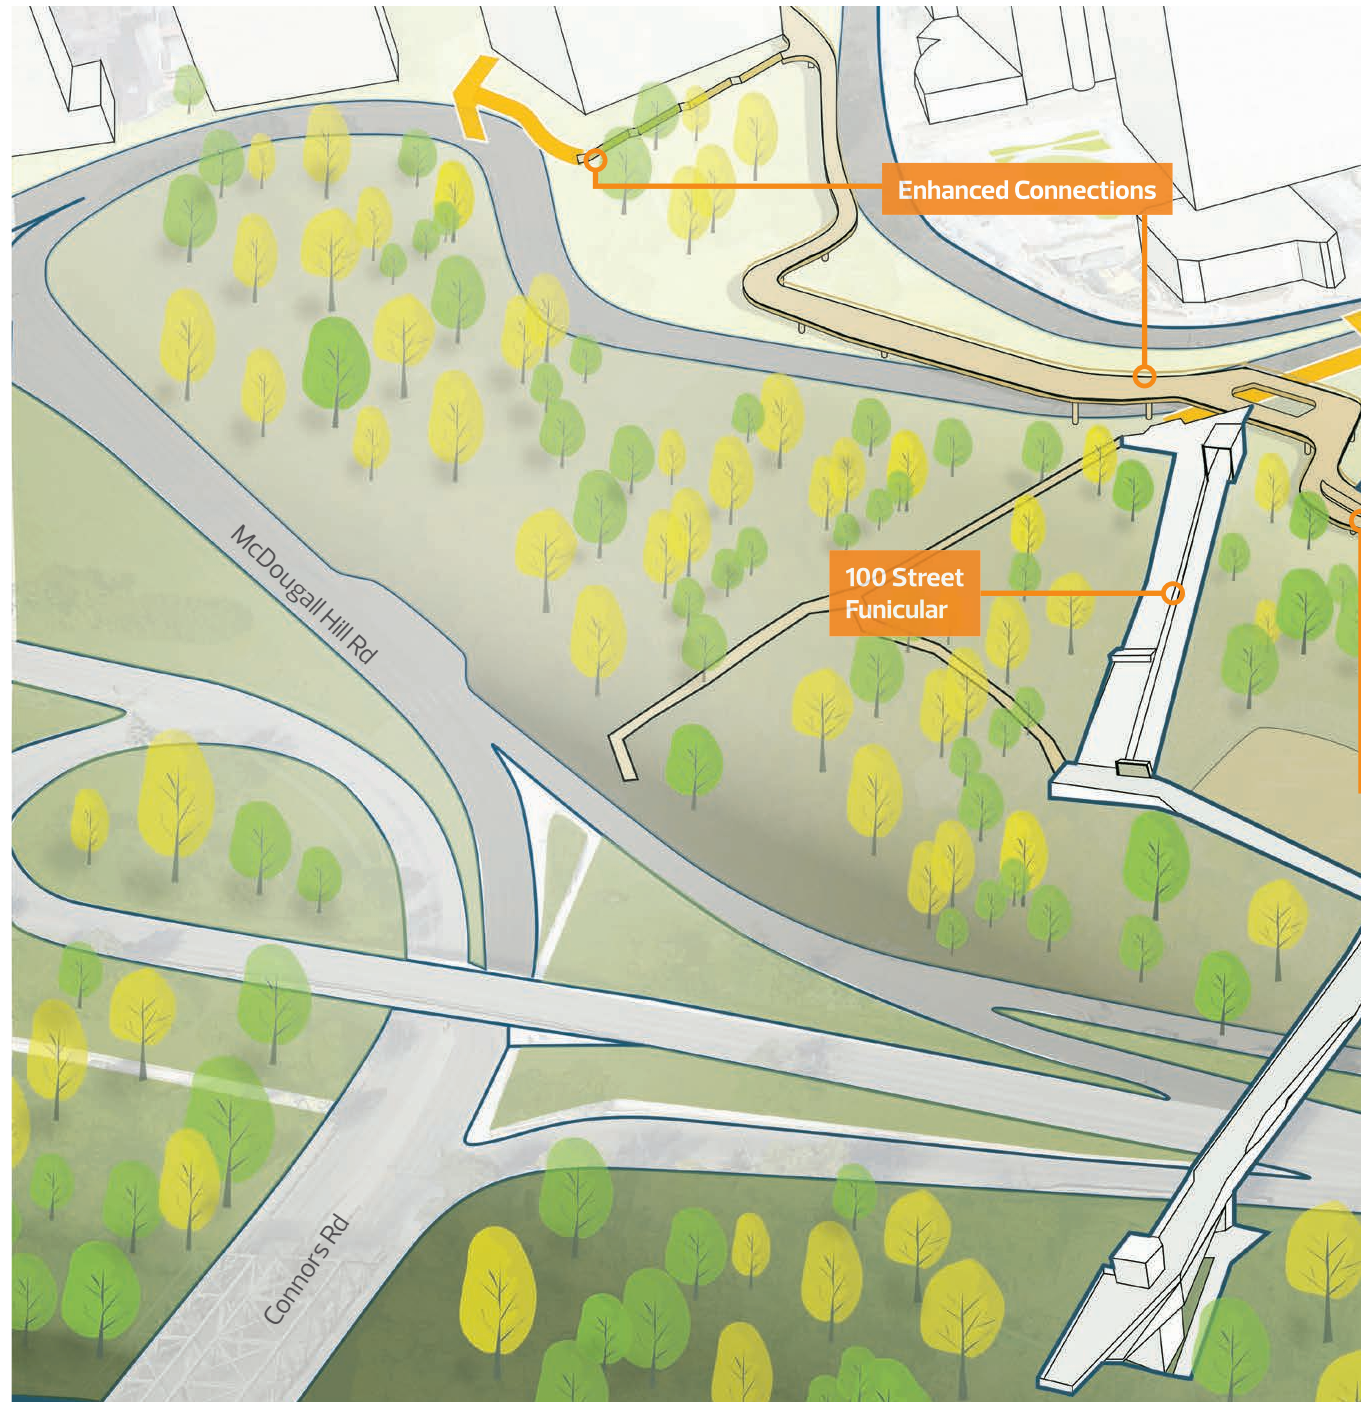 Enhanced Connections
100 Street
Funicular
McDougall Hill Rd
Connors Rd